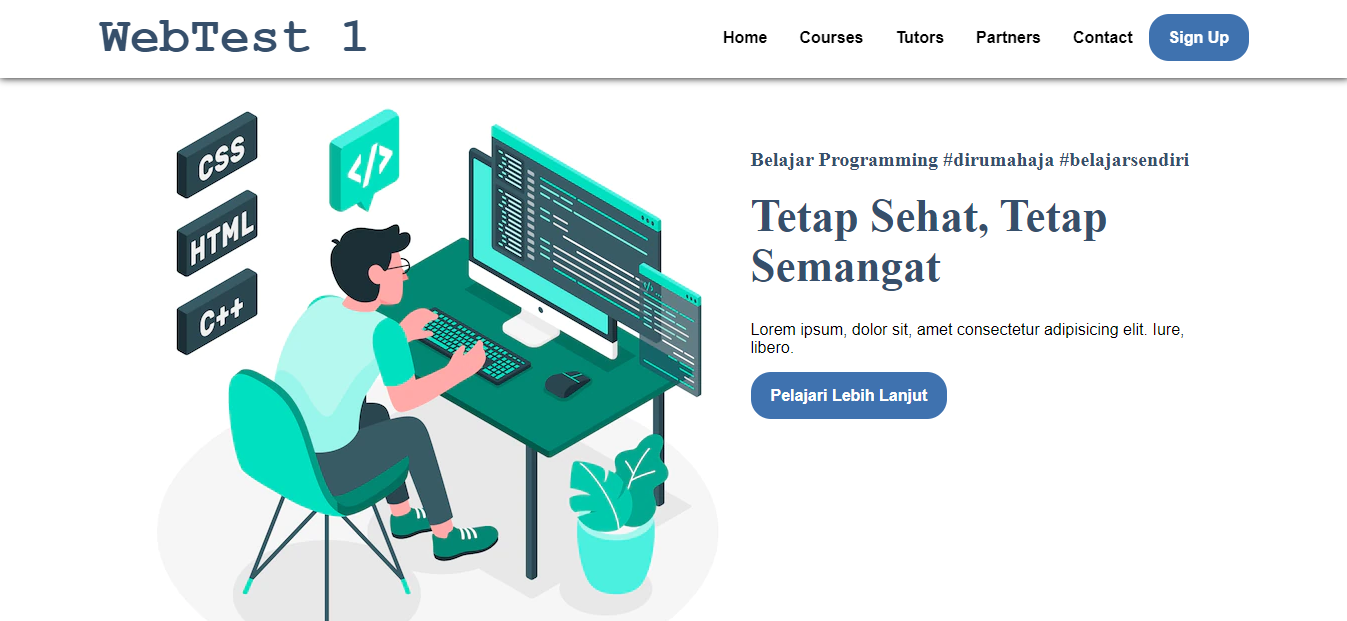 WebTest 1
Home Courses Tutors Partners Contact Sign Up
CSS
HTML
C++
</>
Belajar Programming #dirumahaja #belajarsendiri
Tetap Sehat, Tetap
Semangat
Lorem ipsum, dolor sit, amet consectetur adipisicing elit. Iure,
libero.
Pelajari Lebih Lanjut